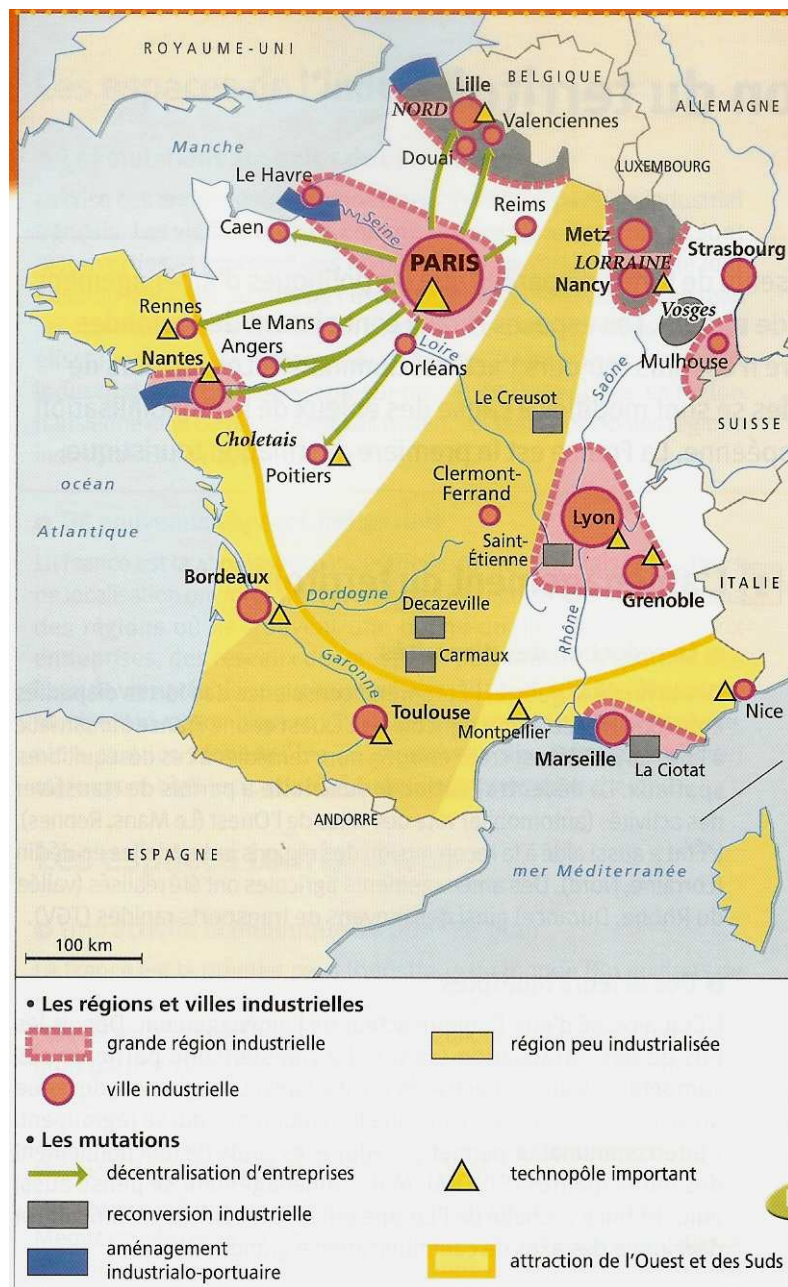 ROYAUME-UNI
BELGIQUE
ALLEMAGNE
LUXEMBOURG
Manche
Lille
NORD
Valenciennes
Douai
Le Havre
Seine
Caen
Reims
Metz
LORRAINE
Strasbourg
Nancy
Vosges
PARIS
Rennes
Le Mans
Nantes
Angers
Loire
Orléans
Mulhouse
Saône
Le Creusot
SUISSE
Choletais
Poitiers
océan
Atlantique
Clermont-
Ferrand
Lyon
Saint-
Étienne
Grenoble
ITALIE
Bordeaux
Dordogne
Decazeville
Rhône
Garonne
Carmaux
Toulouse
Montpellier
Nice
Marseille
La Ciotat
ANDORRE
ESPAGNE
mer Méditerranée
100 km
• Les régions et villes industrielles
grande région industrielle
région peu industrialisée
ville industrielle
• Les mutations
décentralisation d'entreprises
technopôle important
reconversion industrielle
aménagement
industrialo-portuaire
attraction de l'Ouest et des Suds